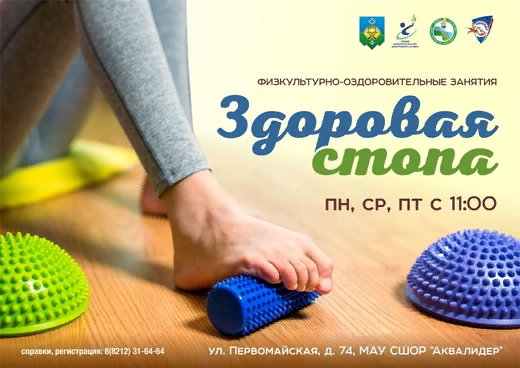 ФИЗКУЛЬТУРНО-ОЗДОРОВИТЕЛЬНЫЕ ЗАНЯТИЯ
Здоровая
стопа
ПН, СР, ПТ С 11:00
справки, регистрация: 8(8212) 31-64-64
УЛ. ПЕРВОМАЙСКАЯ, Д. 74, МАУ СШОР "АКВАЛИДЕР"